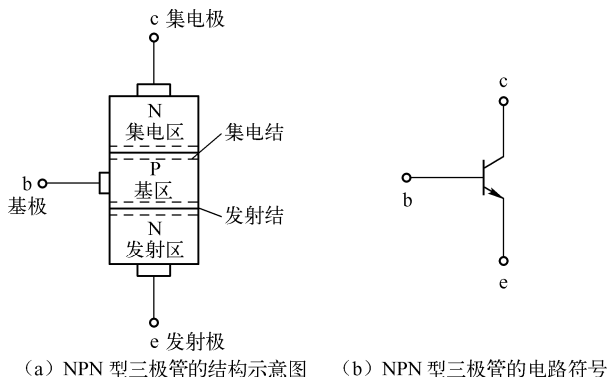 c 集电极
N
集电区
集电结
P
基区
b
基极
发射结
N
发射区
e 发射极
(a) NPN 型三极管的结构示意图
c
b
e
(b) NPN 型三极管的电路符号